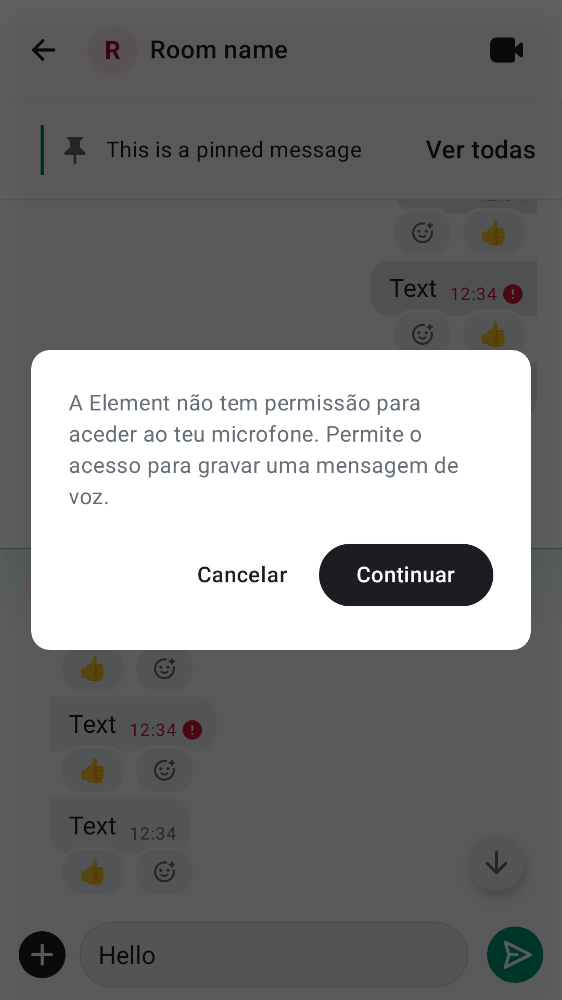 R Room name
This is a pinned message Ver todas
Text 12:34
A Element não tem permissão para
aceder ao teu microfone. Permite o
acesso para gravar uma mensagem de
voz.
Cancelar Continuar
Text 12:34
Text 12:34
Hello